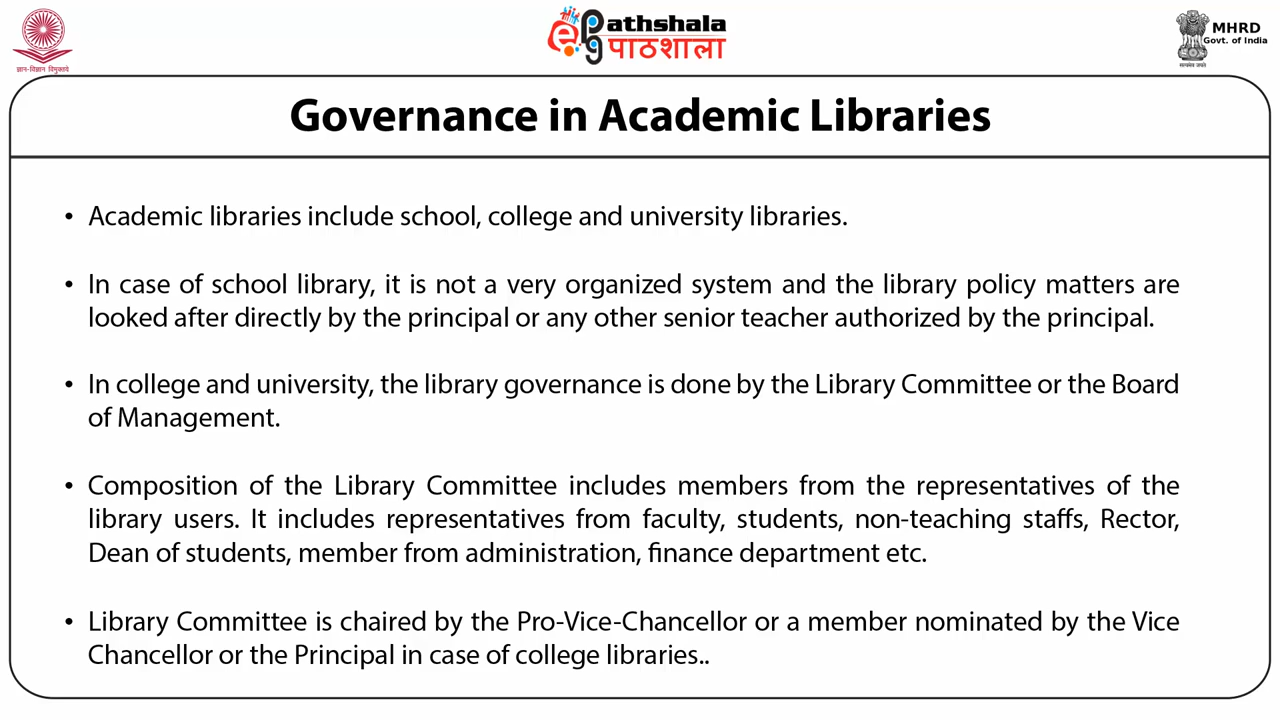 ज्ञान-विज्ञान विमुक्तये
ePathshala
पाठशाला
MHRD
Govt. of India
सत्यमेव जयते
Governance in Academic Libraries
• Academic libraries include school, college and university libraries.
• In case of school library, it is not a very organized system and the library policy matters are
looked after directly by the principal or any other senior teacher authorized by the principal.
• In college and university, the library governance is done by the Library Committee or the Board
of Management.
• Composition of the Library Committee includes members from the representatives of the
library users. It includes representatives from faculty, students, non-teaching staffs, Rector,
Dean of students, member from administration, finance department etc.
• Library Committee is chaired by the Pro-Vice-Chancellor or a member nominated by the Vice
Chancellor or the Principal in case of college libraries..